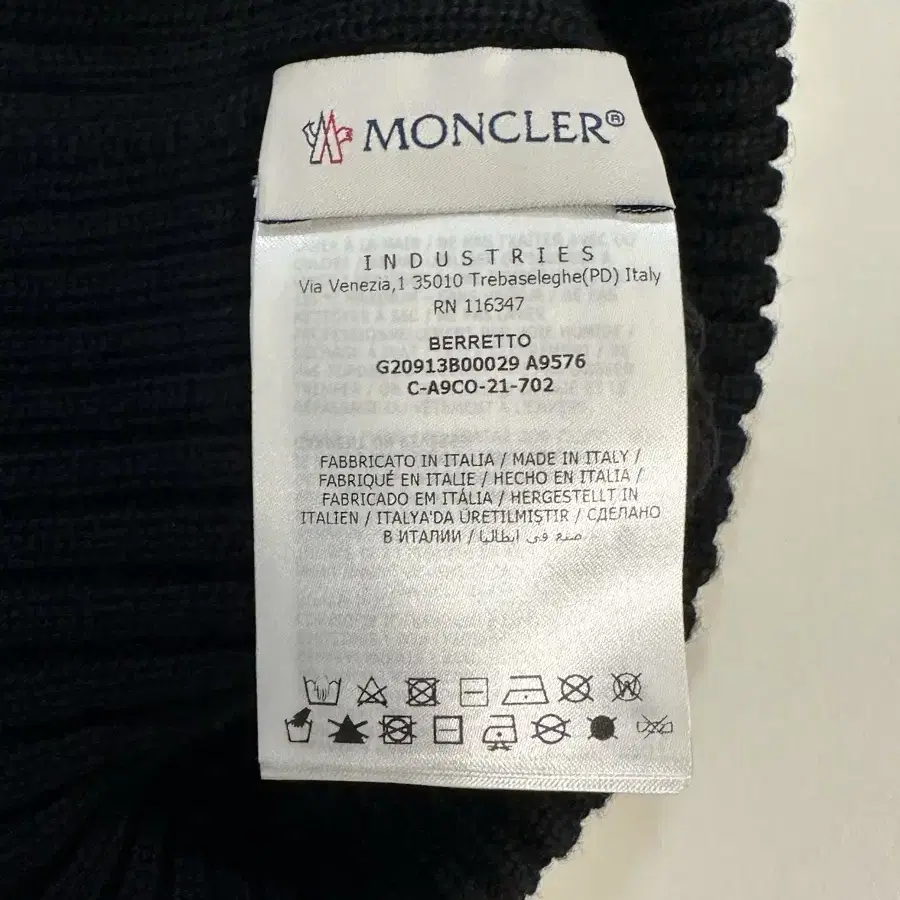 MONCLER®
INDUSTRIES
Via Venezia,1 35010 Trebaseleghe(PD) Italy
RN 116347
BERRETTO
G20913B00029 A9576
C-A9CO-21-702
FABBRICATO IN ITALIA / MADE IN ITALY /
FABRIQUÉ EN ITALIE / HECHO EN ITALIA /
FABRICADO EM ITÁLIA / HERGESTELLT IN
ITALIEN / ITALYA'DA ÜRETILMIŞTIR / СДЕЛАНО
В ИТАЛИИ / صنع في ايطاليا